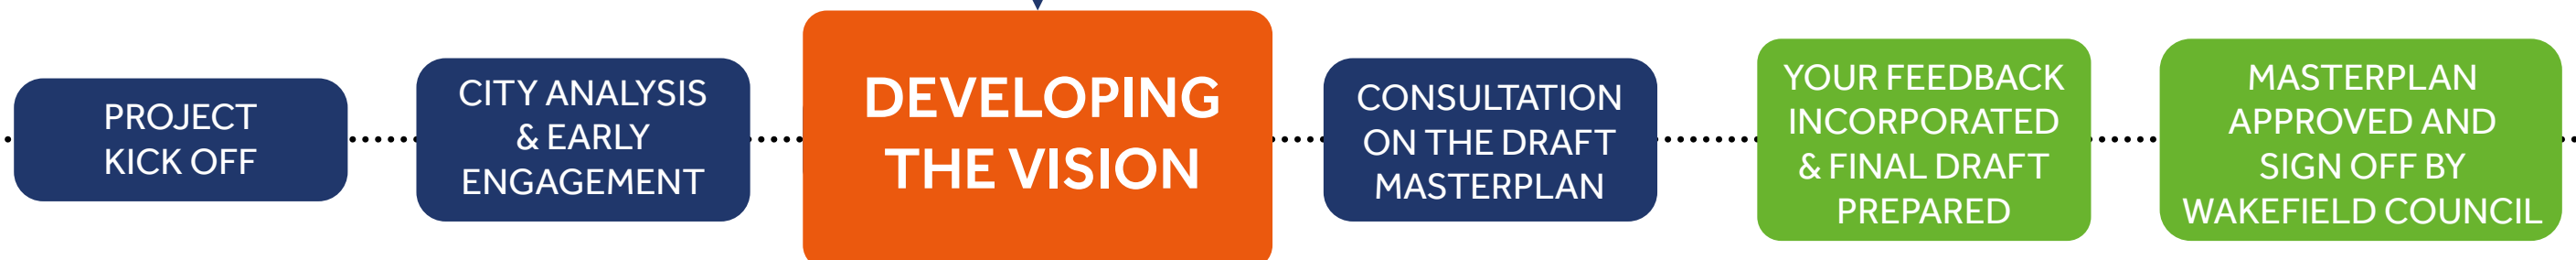 PROJECT
KICK OFF
CITY ANALYSIS
& EARLY
ENGAGEMENT
DEVELOPING
THE VISION
CONSULTATION
ON THE DRAFT
MASTERPLAN
YOUR FEEDBACK
INCORPORATED
& FINAL DRAFT
PREPARED
MASTERPLAN
APPROVED AND
SIGN OFF BY
WAKEFIELD COUNCIL